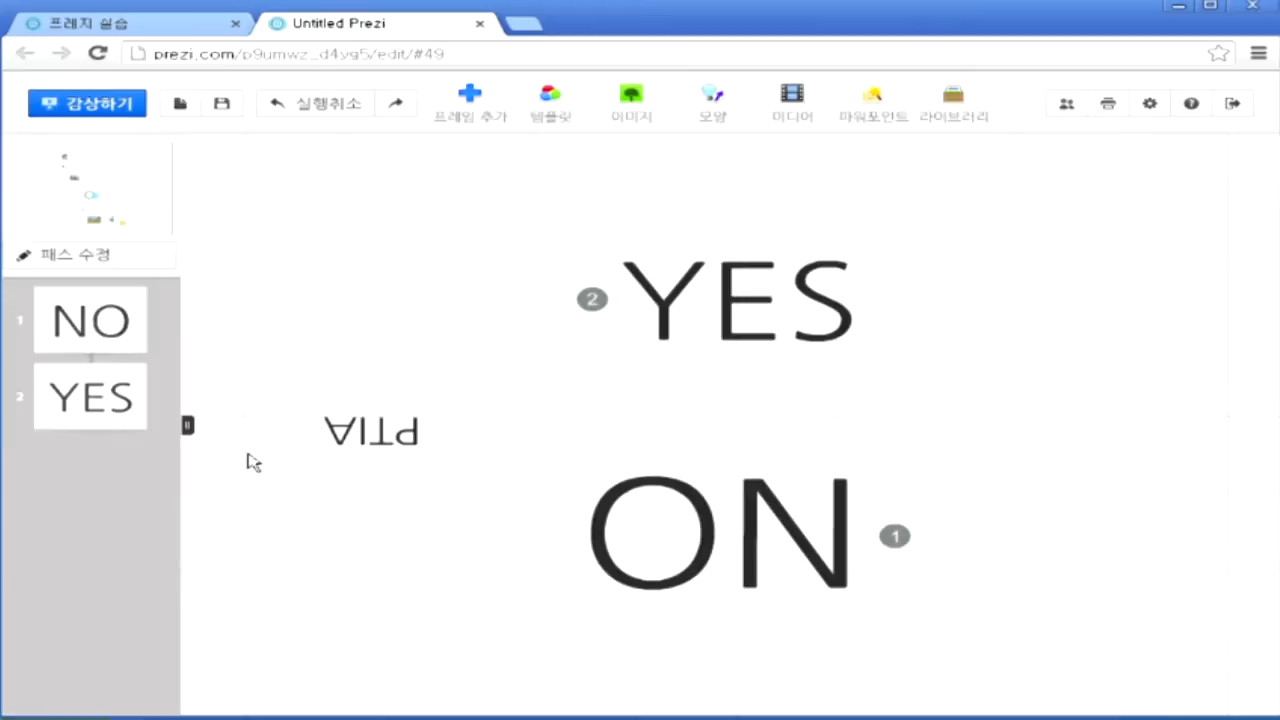 프레지 실습
Untitled Prezi
prezi.com/p9umwz_d4yg5/edit/#49
감상하기
실행취소
프레임 추가
템플릿
이미지
모양
미디어
파워포인트
라이브러리
패스 수정
1
NO
2
YES
2
YES
PTIA
ON
1